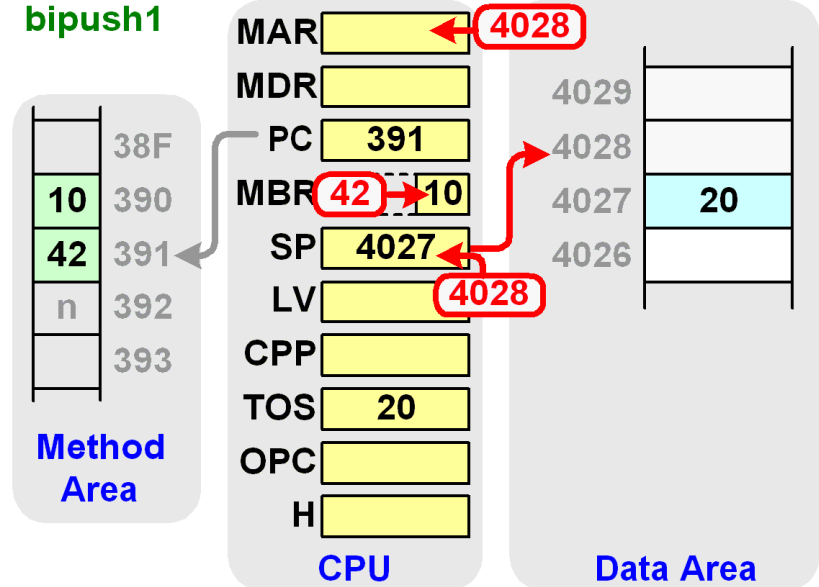 bipush1
38F
10 390
42 391
n 392
393
Method
Area
MAR 4028
MDR
PC 391
MBR 42 10
SP 4027
4028
LV
CPP
TOS 20
OPC
H
CPU
4029
4028
4027 20
4026
Data Area